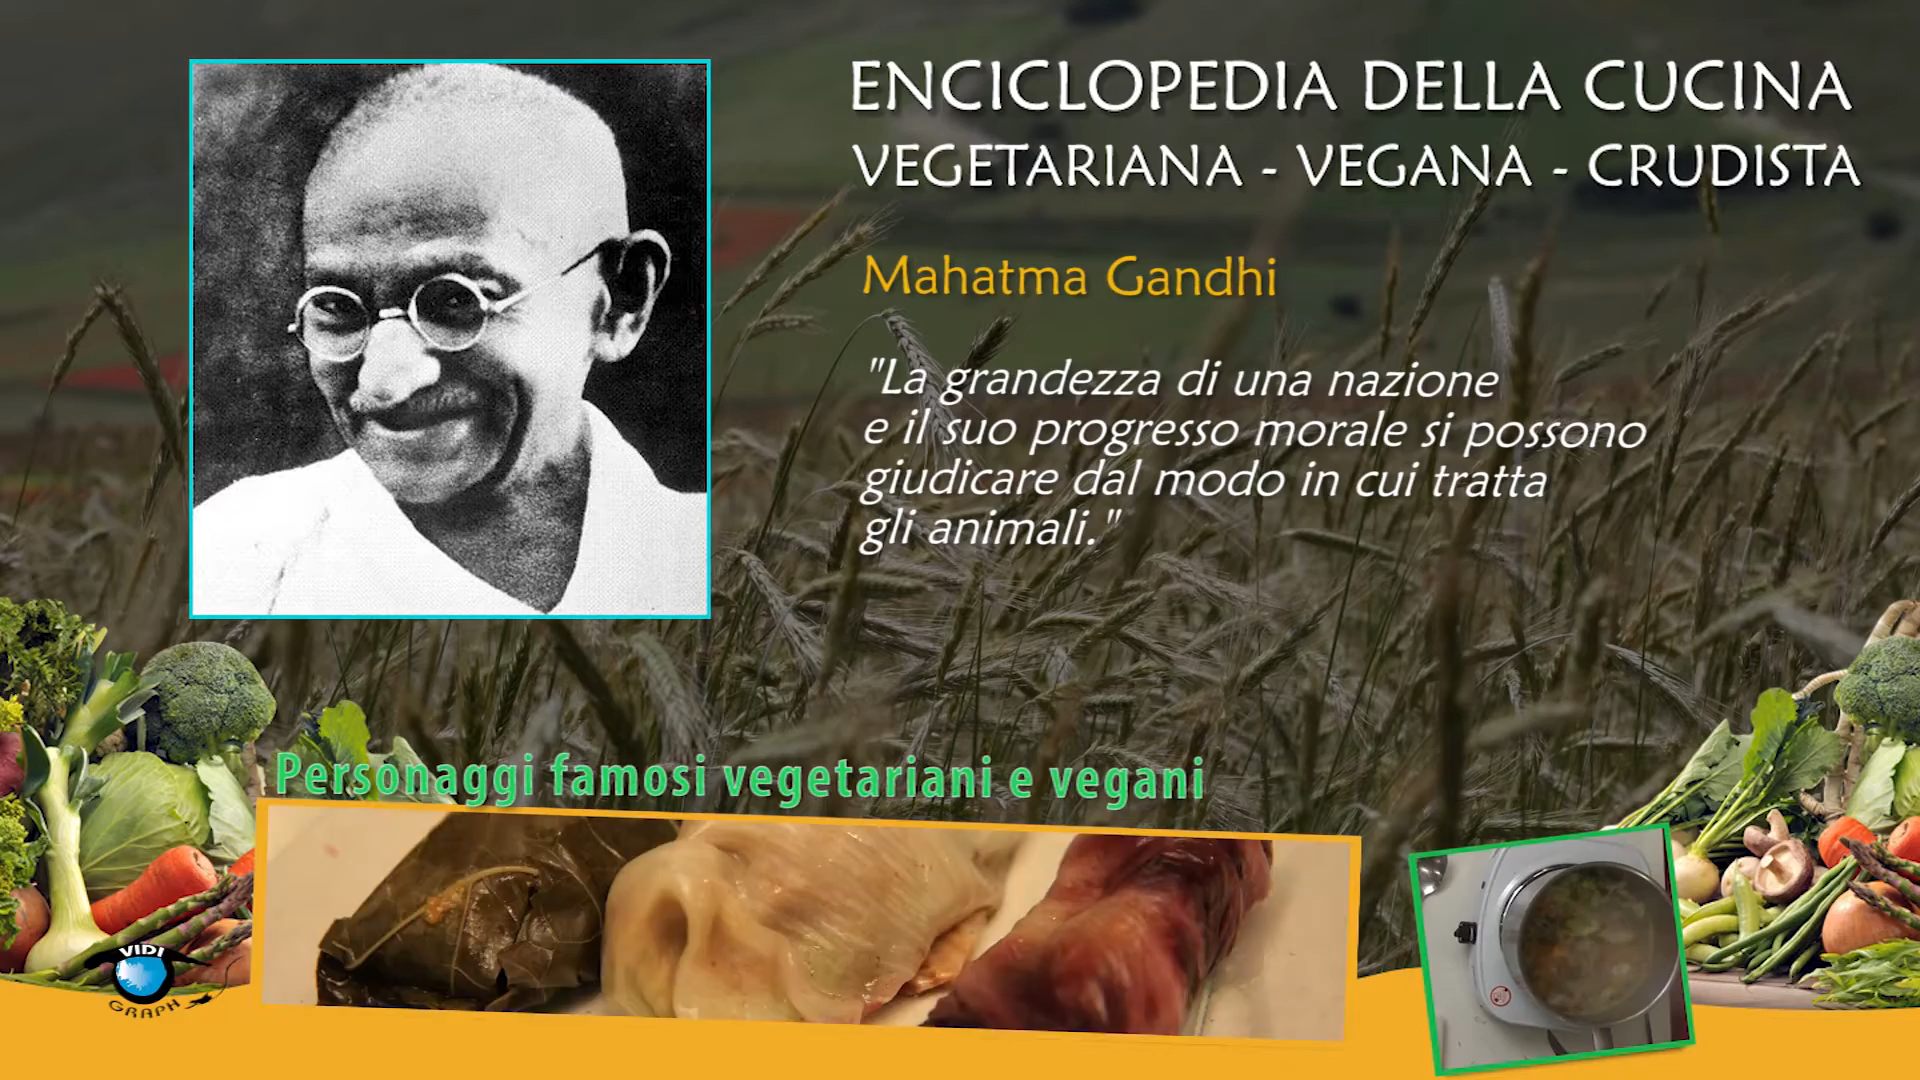 ENCICLOPEDIA DELLA CUCINA
VEGETARIANA - VEGANA - CRUDISTA
Mahatma Gandhi
"La grandezza di una nazione
e il suo progresso morale si possono
giudicare dal modo in cui tratta
gli animali."
Personaggi famosi vegetariani e vegani
VIDI
GRAPH